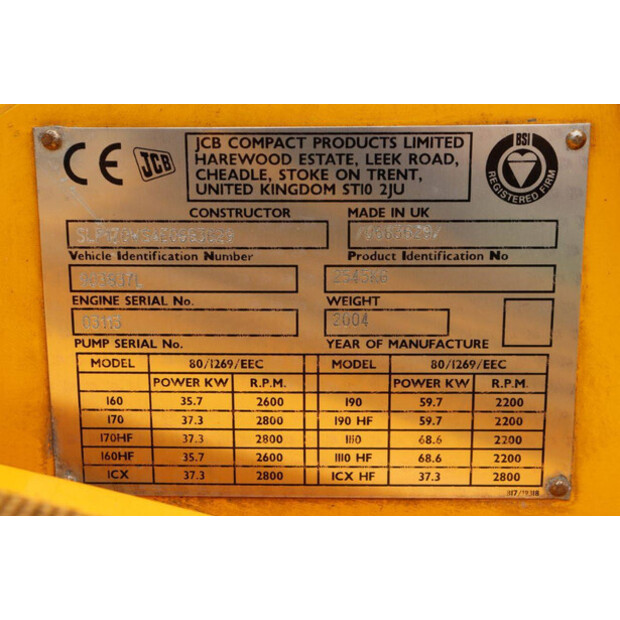 CE
JCB
JCB COMPACT PRODUCTS LIMITED
HAREWOOD ESTATE, LEEK ROAD,
CHEADLE, STOKE ON TRENT,
UNITED KINGDOM ST10 2JU
BSI
REGISTERED FIRM
CONSTRUCTOR MADE IN UK
Vehicle Identification Number Product Identification No
2545KG
ENGINE SERIAL No. WEIGHT
03113 2004
PUMP SERIAL No. YEAR OF MANUFACTURE
MODEL 80/1269/EEC MODEL 80/1269/EEC
POWER KW R.P.M. POWER KW R.P.M.
160 35.7 2600 190 59.7 2200
170 37.3 2800 190 HF 59.7 2200
170HF 37.3 2800 1110 68.6 2200
160HF 35.7 2600 1110 HF 68.6 2200
1CX 37.3 2800 1CX HF 37.3 2800